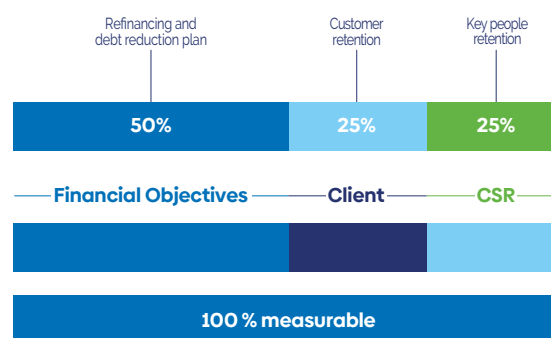 Refinancing and
debt reduction plan
Customer
retention
Key people
retention
50%
25%
25%
Financial Objectives
Client
CSR
100 % measurable